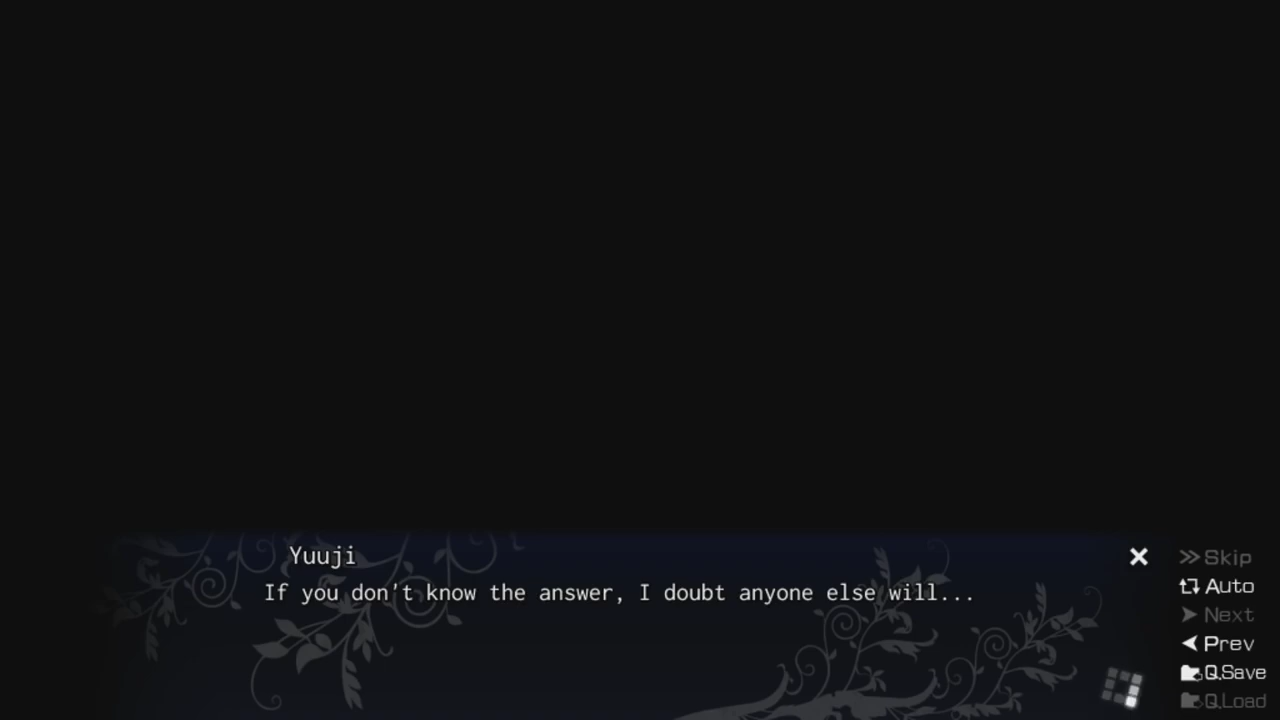 Yuuji
If you don't know the answer, I doubt anyone else will...
Skip
Auto
Next
Prev
Q.Save
Q.Load